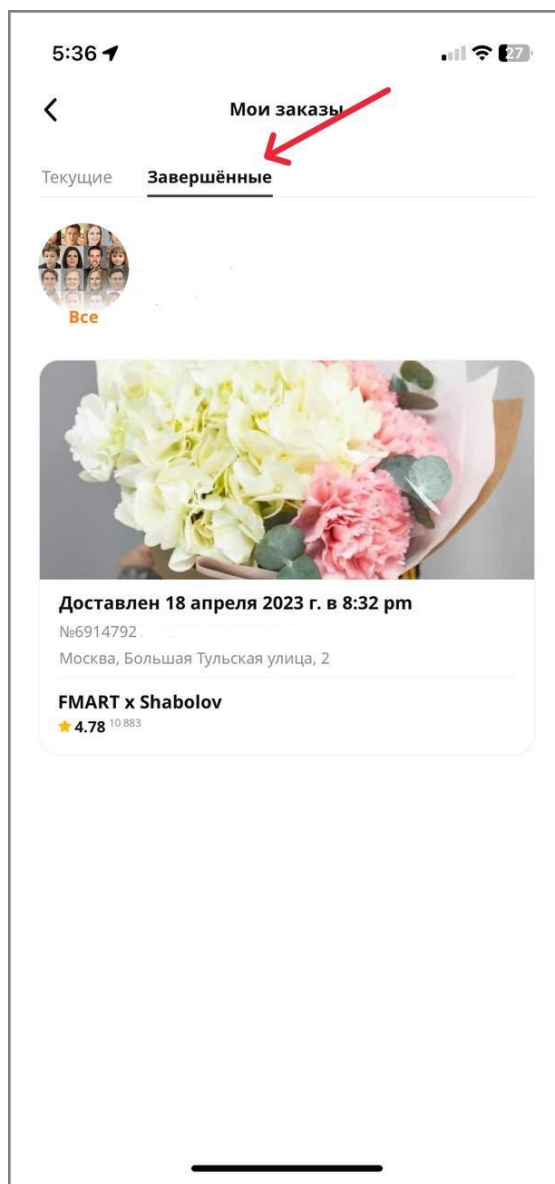 5:36
27
Мои заказы
Текущие Завершённые
Все
Доставлен 18 апреля 2023 г. в 8:32 pm
№6914792
Москва, Большая Тульская улица, 2
FMART x Shabolov
4.78 10 883